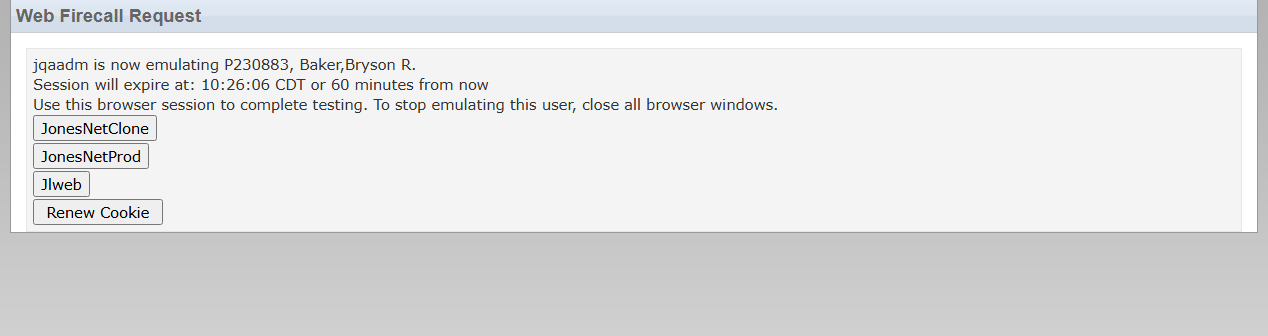 Web Firecall Request
jqaadm is now emulating P230883, Baker,Bryson R.
Session will expire at: 10:26:06 CDT or 60 minutes from now
Use this browser session to complete testing. To stop emulating this user, close all browser windows.
JonesNetClone
JonesNetProd
Jlweb
Renew Cookie